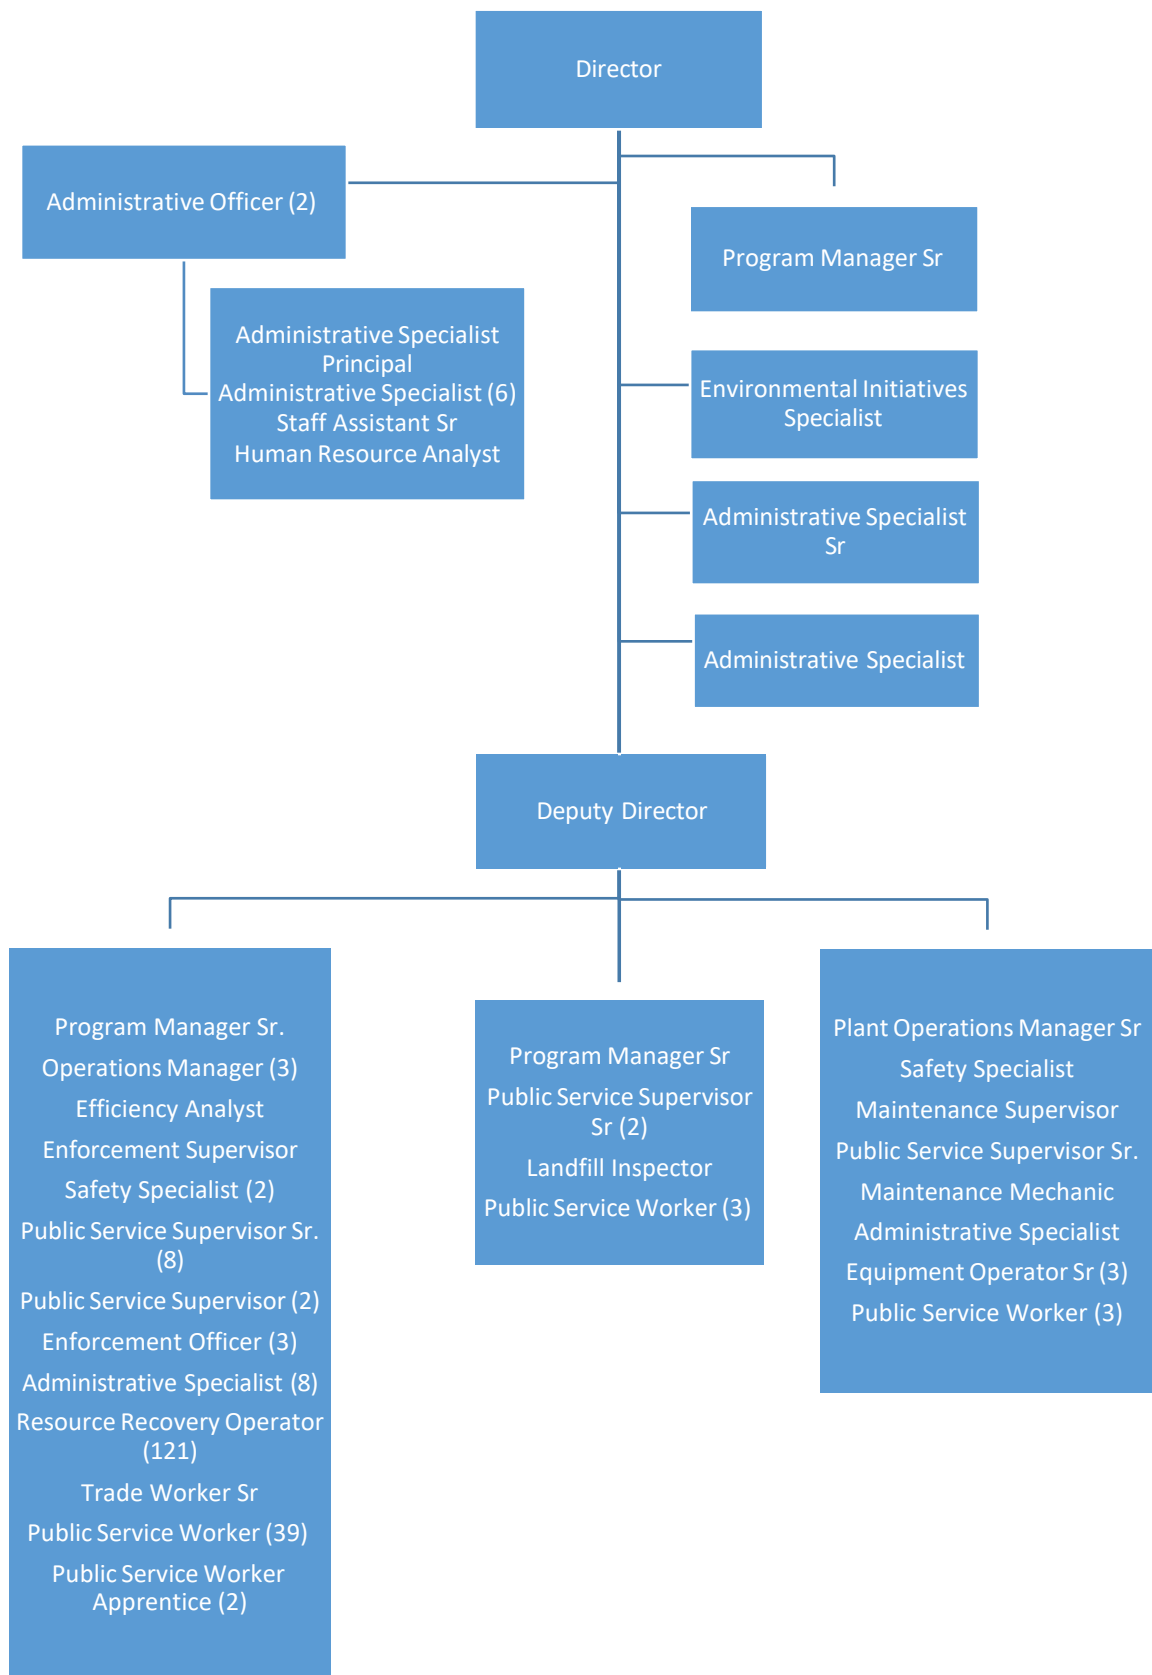 Director
Administrative Officer (2)
Program Manager Sr
Administrative Specialist
Principal
Administrative Specialist (6)
Staff Assistant Sr
Human Resource Analyst
Environmental Initiatives
Specialist
Administrative Specialist
Sr
Administrative Specialist
Deputy Director
Program Manager Sr.
Operations Manager (3)
Efficiency Analyst
Enforcement Supervisor
Safety Specialist (2)
Public Service Supervisor Sr.
(8)
Public Service Supervisor (2)
Enforcement Officer (3)
Administrative Specialist (8)
Resource Recovery Operator
(121)
Trade Worker Sr
Public Service Worker (39)
Public Service Worker
Apprentice (2)
Program Manager Sr
Public Service Supervisor
Sr (2)
Landfill Inspector
Public Service Worker (3)
Plant Operations Manager Sr
Safety Specialist
Maintenance Supervisor
Public Service Supervisor Sr.
Maintenance Mechanic
Administrative Specialist
Equipment Operator Sr (3)
Public Service Worker (3)